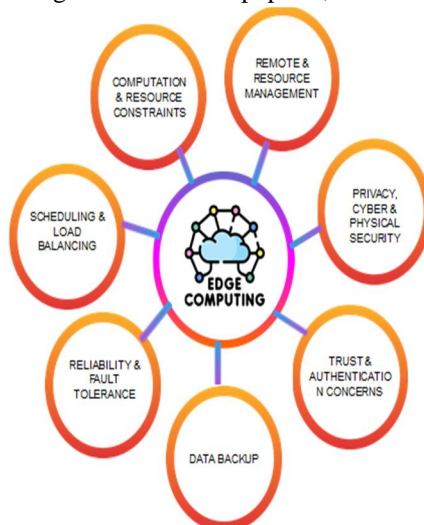 COMPUTATION
& RESOURCE
CONSTRAINTS
REMOTE &
RESOURCE
MANAGEMENT
SCHEDULING &
LOAD
BALANCING
PRIVACY,
CYBER &
PHYSICAL
SECURITY
EDGE
COMPUTING
RELIABILITY &
FAULT
TOLERANCE
TRUST &
AUTHENTICATIO
N CONCERNS
DATA BACKUP